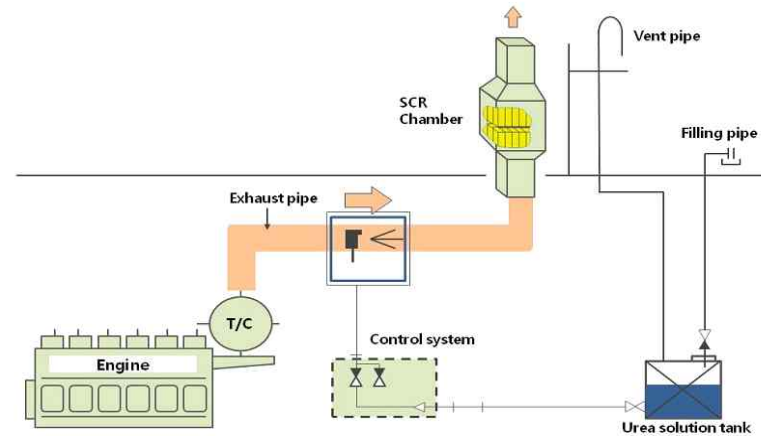 Vent pipe
SCR
Chamber
Filling pipe
Exhaust pipe
T/C
Control system
Engine
Urea solution tank